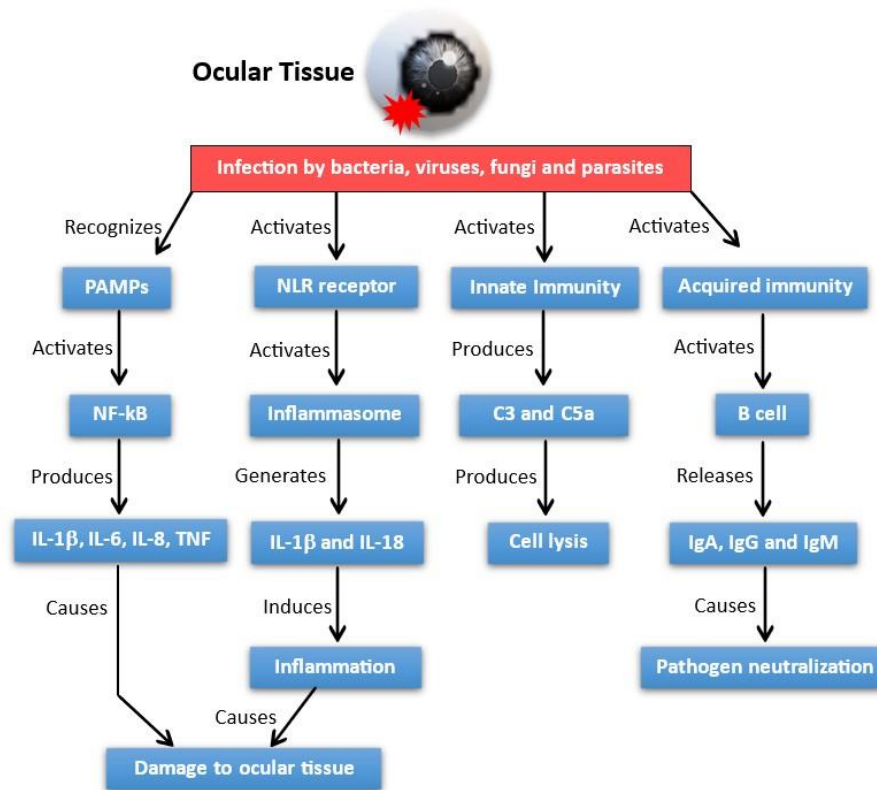 Ocular Tissue
Infection by bacteria, viruses, fungi and parasites
Recognizes
Activates
Activates
Activates
PAMPs
NLR receptor
Innate Immunity
Acquired immunity
Activates
Activates
Produces
Activates
NF-kB
Inflammasome
C3 and C5a
B cell
Produces
Generates
Produces
Releases
IL-1β, IL-6, IL-8, TNF
IL-1β and IL-18
Cell lysis
IgA, IgG and IgM
Causes
Induces
Causes
Inflammation
Pathogen neutralization
Causes
Damage to ocular tissue